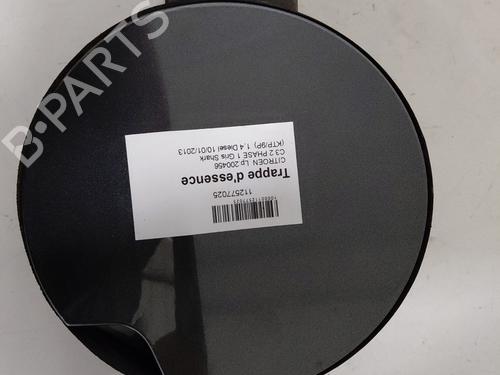 B-PARTS
112577025
Trappe d'essence
CITROEN Lp 200456
C3 2 PHASE 1 Gris Shark
(KTP/9P) 1,4 Diesel 10/01/2013